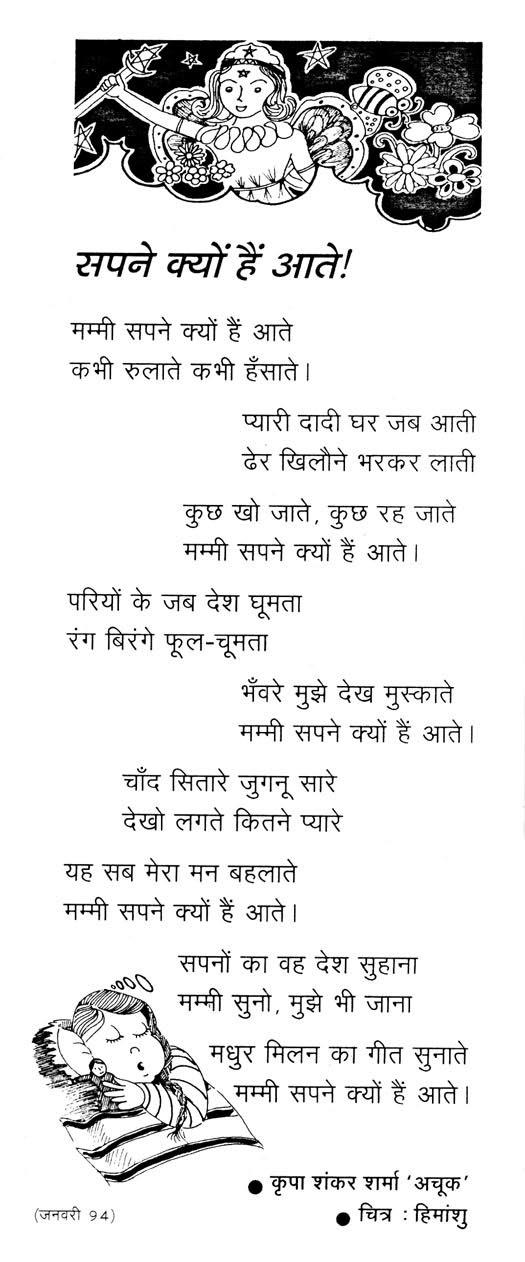 सपने क्यों हैं आते!
मम्मी सपने क्यों हैं आते
कभी रुलाते कभी हँसाते।
प्यारी दादी घर जब आती
ढेर खिलौने भरकर लाती
कुछ खो जाते, कुछ रह जाते
मम्मी सपने क्यों हैं आते।
परियों के जब देश घूमता
रंग बिरंगे फूल-चूमता
भँवरे मुझे देख मुस्काते
मम्मी सपने क्यों हैं आते।
चाँद सितारे जुगनू सारे
देखो लगते कितने प्यारे
यह सब मेरा मन बहलाते
मम्मी सपने क्यों हैं आते।
सपनों का वह देश सुहाना
मम्मी सुनो, मुझे भी जाना
मधुर मिलन का गीत सुनाते
मम्मी सपने क्यों हैं आते।
● कृपा शंकर शर्मा ‘अचूक’
(जनवरी 94)
● चित्र : हिमांशु